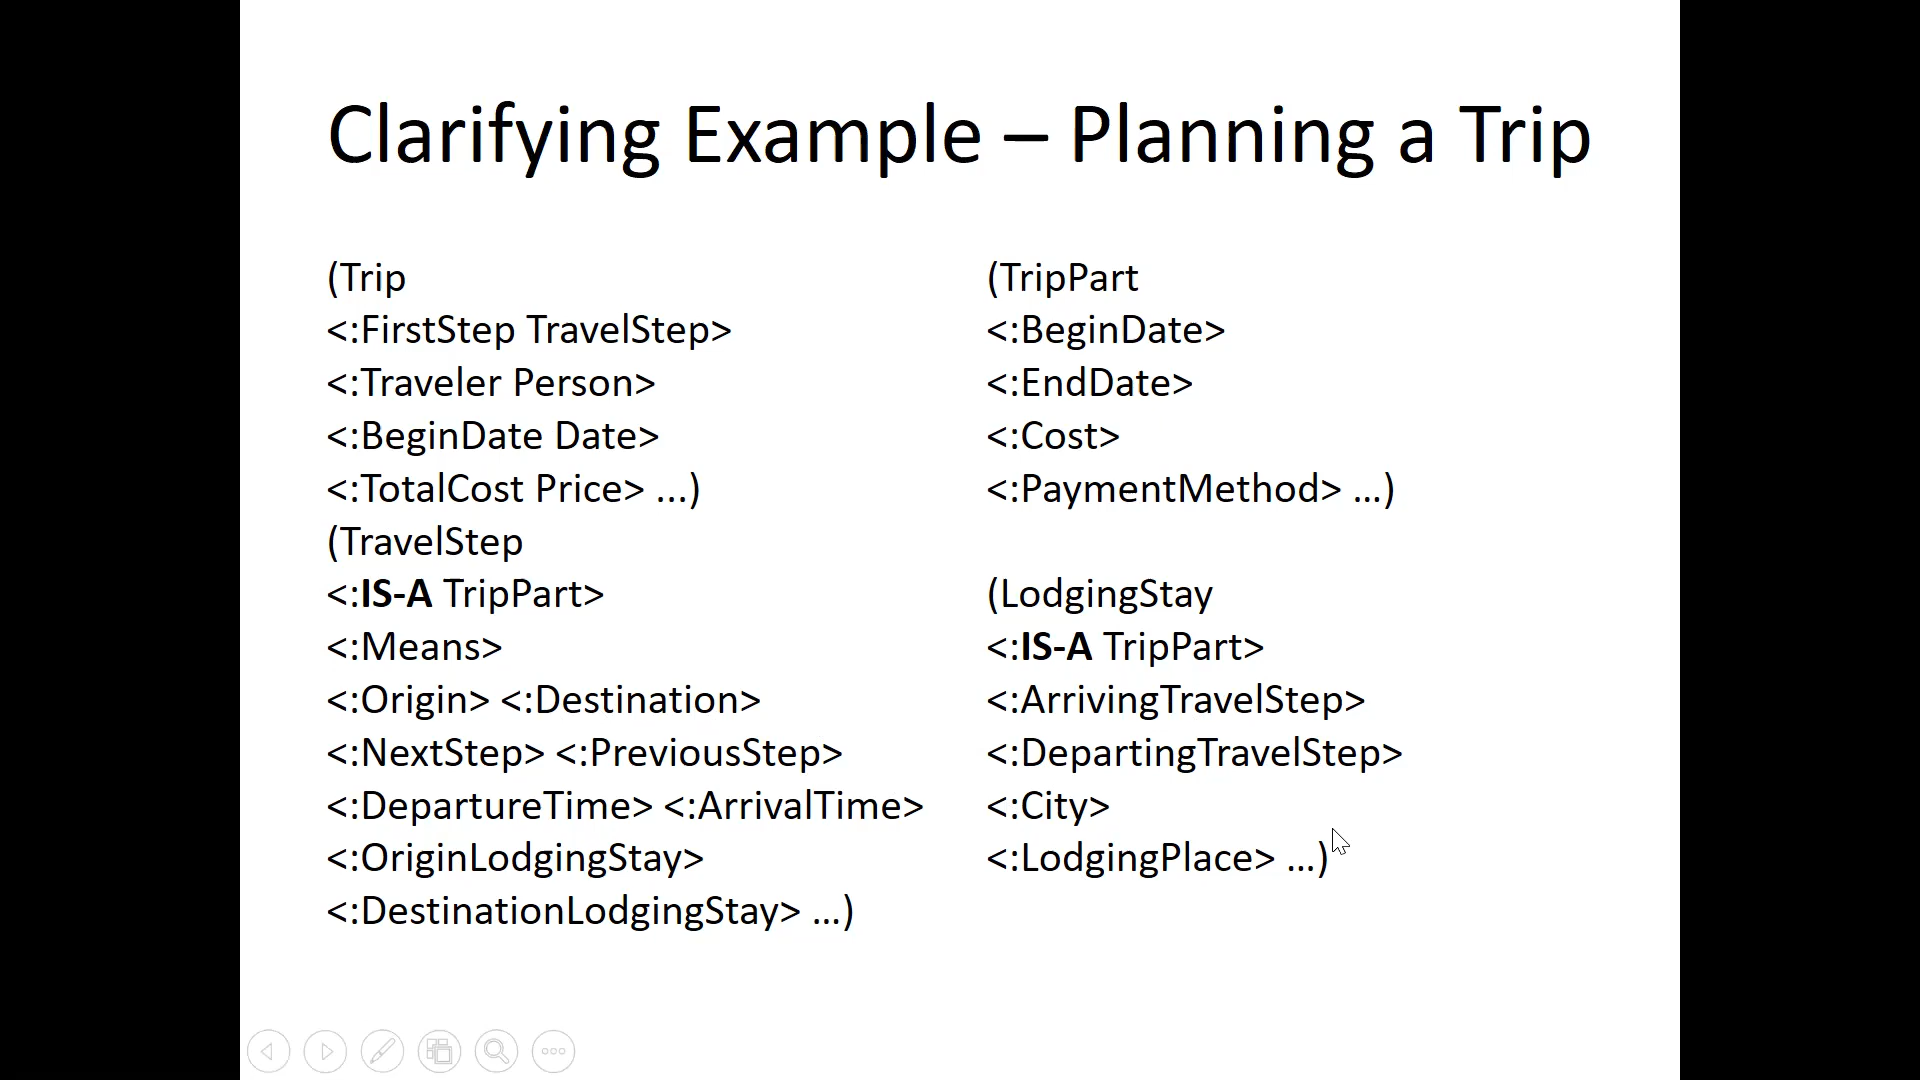 Clarifying Example – Planning a Trip
(Trip
<:FirstStep TravelStep>
<:Traveler Person>
<:BeginDate Date>
<:TotalCost Price> ...)
(TravelStep
<:IS-A TripPart>
<:Means>
<:Origin> <:Destination>
<:NextStep> <:PreviousStep>
<:DepartureTime> <:ArrivalTime>
<:OriginLodgingStay>
<:DestinationLodgingStay> …)
(TripPart
<:BeginDate>
<:EndDate>
<:Cost>
<:PaymentMethod> …)
(LodgingStay
<:IS-A TripPart>
<:ArrivingTravelStep>
<:DepartingTravelStep>
<:City>
<:LodgingPlace> …)